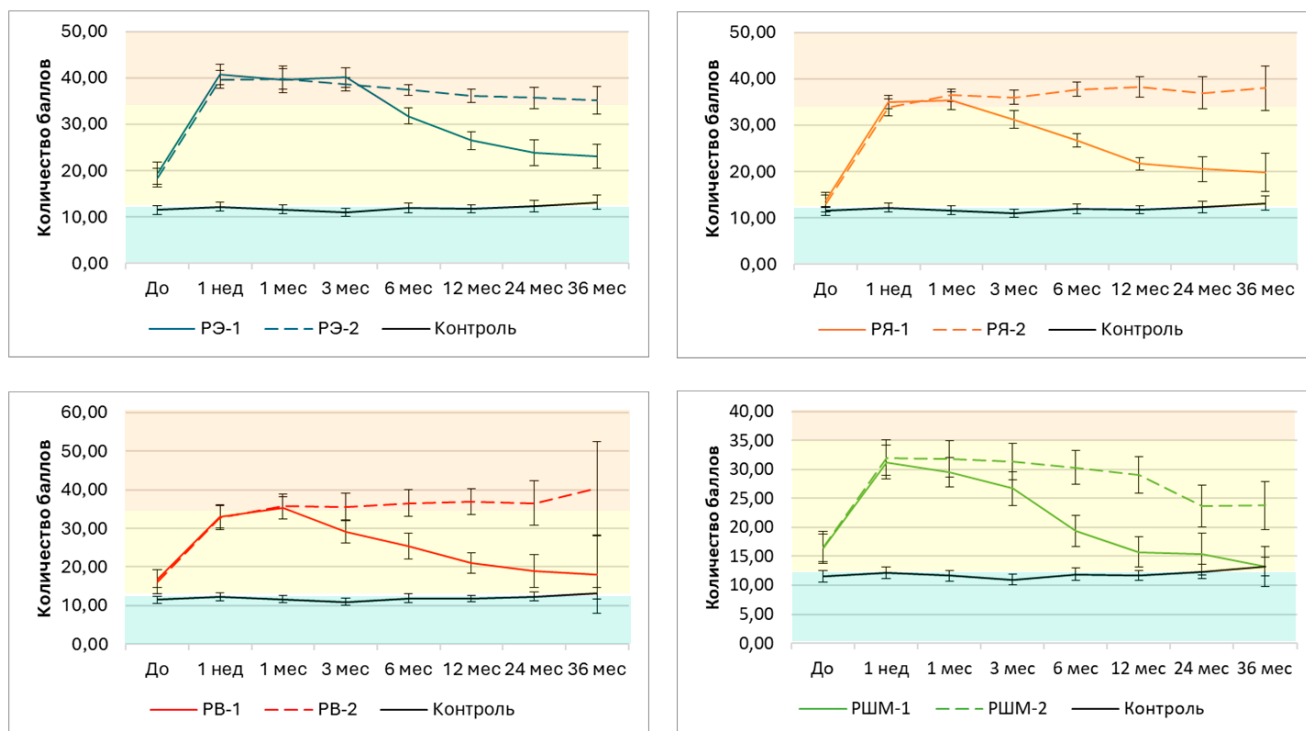 Количество баллов
50,00
40,00
30,00
20,00
10,00
0,00
До 1 нед 1 мес 3 мес 6 мес 12 мес 24 мес 36 мес
РЭ-1 РЭ-2 Контроль
Количество баллов
50,00
40,00
30,00
20,00
10,00
0,00
До 1 нед 1 мес 3 мес 6 мес 12 мес 24 мес 36 мес
РЯ-1 РЯ-2 Контроль
Количество баллов
60,00
50,00
40,00
30,00
20,00
10,00
0,00
До 1 нед 1 мес 3 мес 6 мес 12 мес 24 мес 36 мес
РВ-1 РВ-2 Контроль
Количество баллов
40,00
35,00
30,00
25,00
20,00
15,00
10,00
5,00
0,00
До 1 нед 1 мес 3 мес 6 мес 12 мес 24 мес 36 мес
РШМ-1 РШМ-2 Контроль